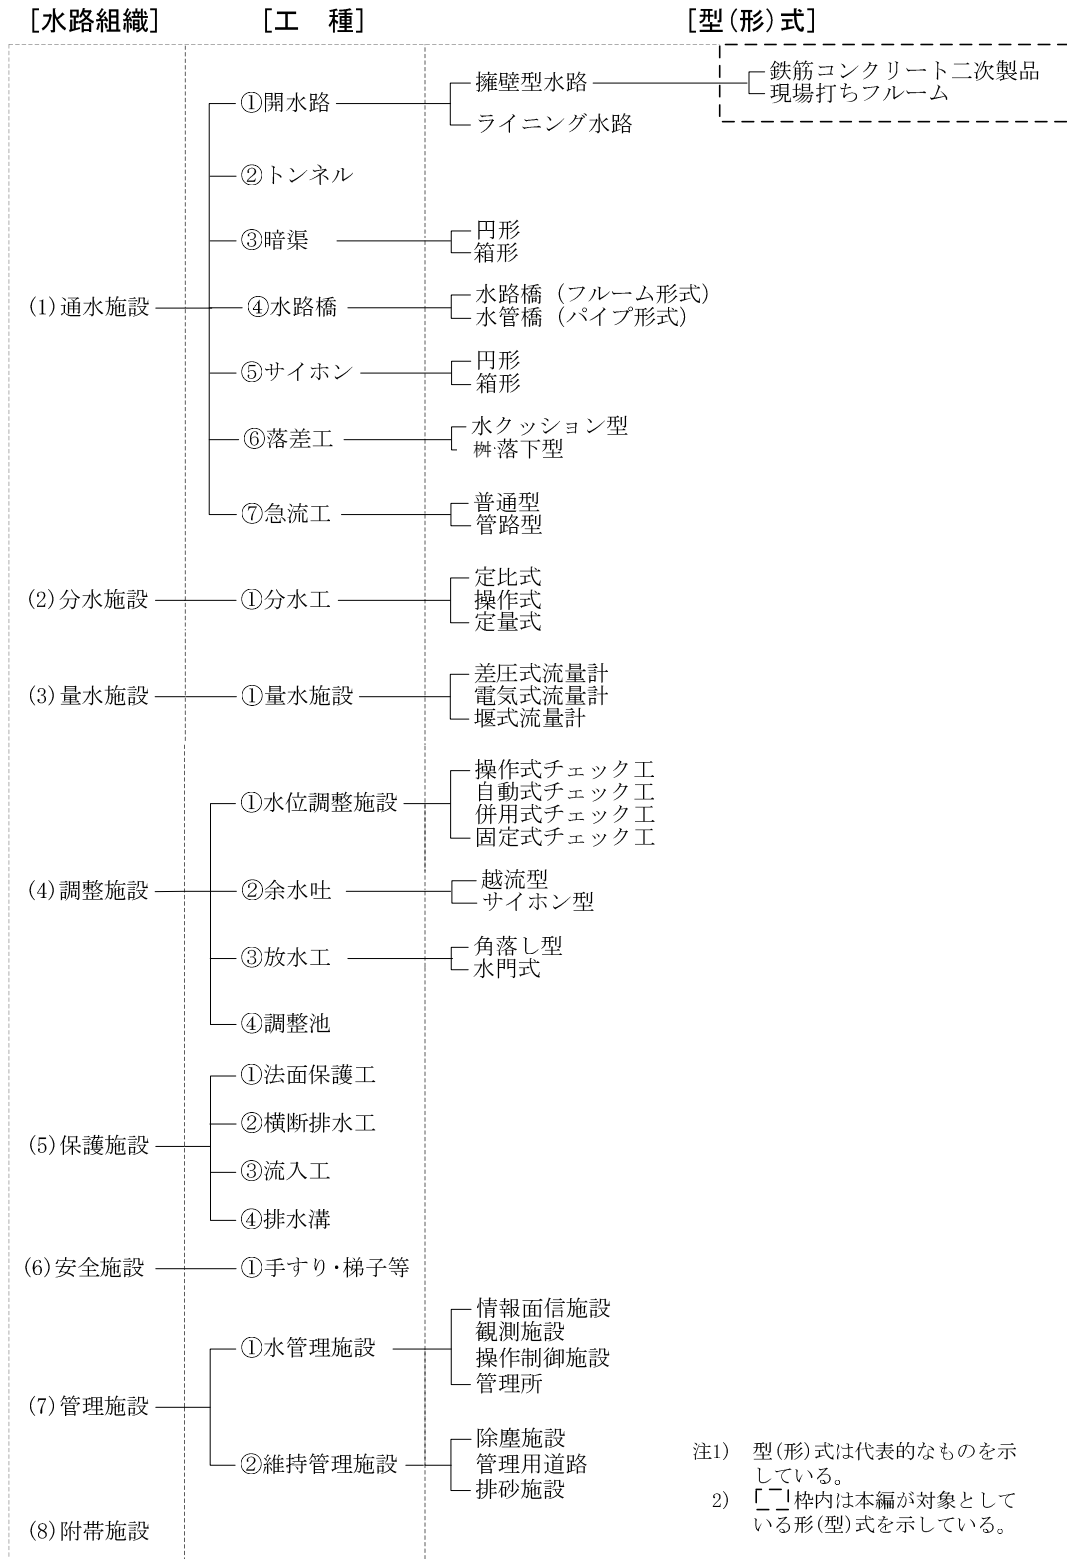 [水路組織] [工　種] [型(形)式]
①開水路 擁壁型水路 鉄筋コンクリート二次製品
現場打ちフルーム
ライニング水路
②トンネル
③暗渠 円形
箱形
(1)通水施設 ④水路橋 水路橋（フルーム形式）
水管橋（パイプ形式）
⑤サイホン 円形
箱形
⑥落差工 水クッション型
桝·落下型
⑦急流工 普通型
管路型
(2)分水施設 ①分水工 定比式
操作式
定量式
(3)量水施設 ①量水施設 差圧式流量計
電気式流量計
堰式流量計
(4)調整施設 ①水位調整施設 操作式チェック工
自動式チェック工
併用式チェック工
固定式チェック工
②余水吐 越流型
サイホン型
③放水工 角落し型
水門式
④調整池
(5)保護施設 ①法面保護工
②横断排水工
③流入工
④排水溝
(6)安全施設 ①手すり・梯子等
(7)管理施設 ①水管理施設 情報面信施設
観測施設
操作制御施設
管理所
②維持管理施設 除塵施設
管理用道路
排砂施設
(8)附帯施設
注1) 型(形)式は代表的なものを示
している。
2) 枠内は本編が対象として
いる形(型)式を示している。